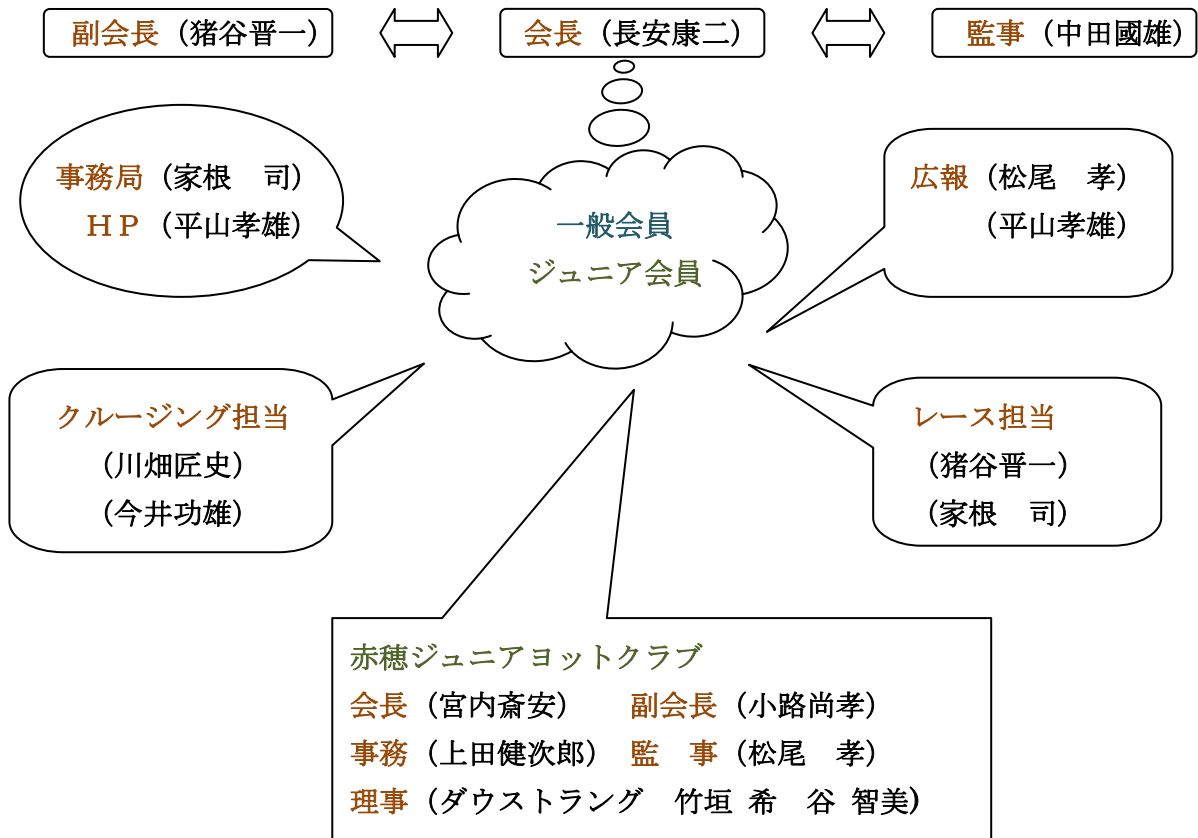 副会長（猪谷晋一）
会長（長安康二）
監事（中田國雄）
事務局（家根　司）
ＨＰ（平山孝雄）
一般会員
ジュニア会員
広報（松尾　孝）
（平山孝雄）
クルージング担当
（川畑匠史）
（今井功雄）
レース担当
（猪谷晋一）
（家根　司）
赤穂ジュニアヨットクラブ
会長（宮内斎安）　副会長（小路尚孝）
事務（上田健次郎）監　事（松尾　孝）
理事（ダウストラング　竹垣 希　谷 智美）